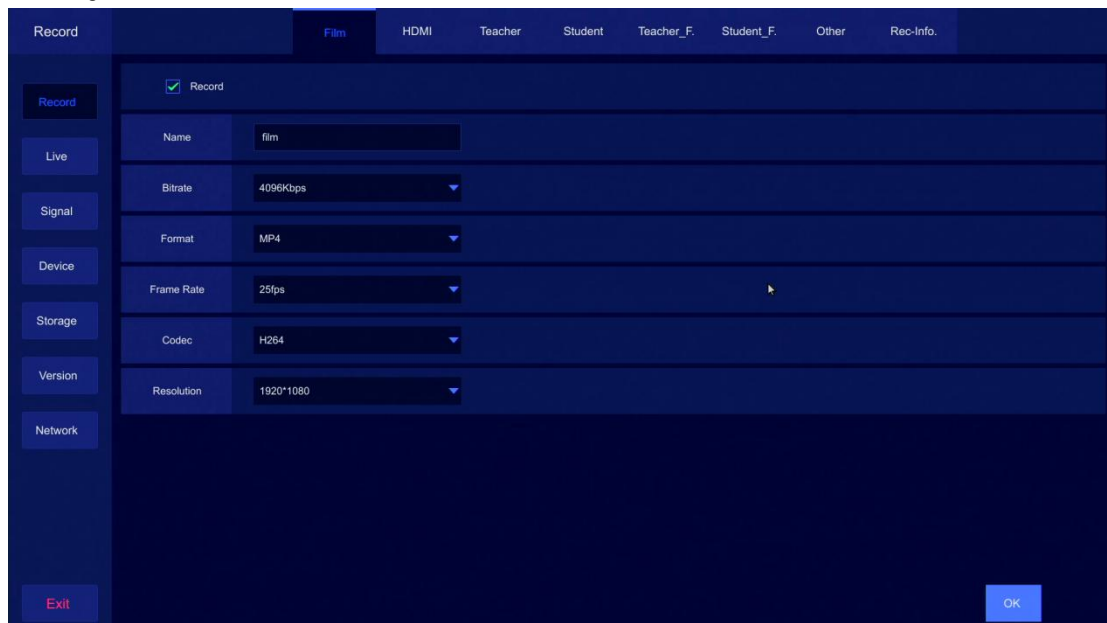 Record
Film HDMI Teacher Student Teacher_F. Student_F. Other Rec-Info.
Record
Live
Signal
Device
Storage
Version
Network
Exit
Record
Name film
Bitrate 4096Kbps
Format MP4
Frame Rate 25fps
Codec H264
Resolution 1920*1080
OK